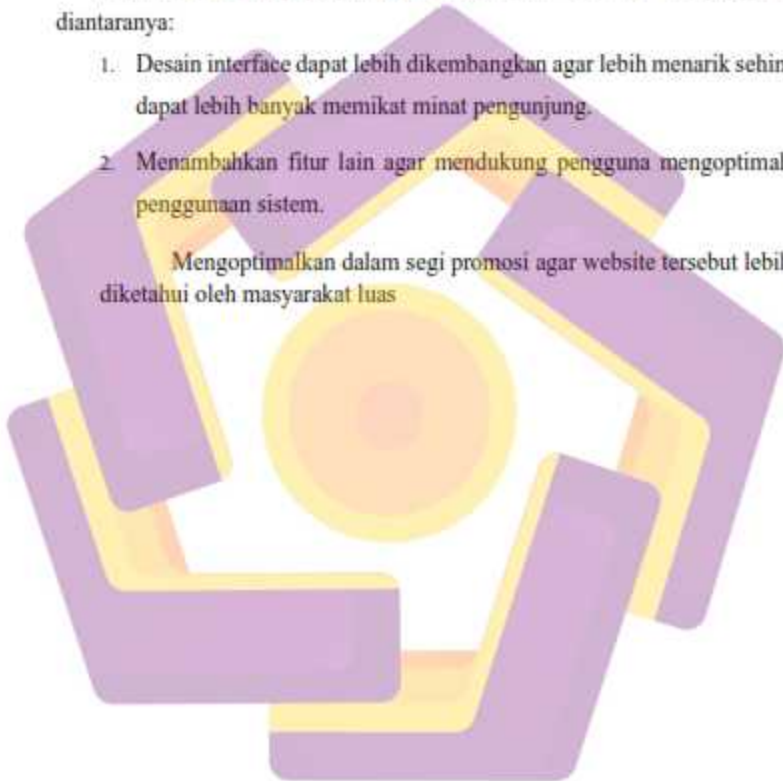 diantaranya:
1. Desain interface dapat lebih dikembangkan agar lebih menarik sehin
dapat lebih banyak memikat minat pengunjung.
2. Menambahkan fitur lain agar mendukung pengguna mengoptimal
penggunaan sistem.
Mengoptimalkan dalam segi promosi agar website tersebut lebih
diketahui oleh masyarakat luas